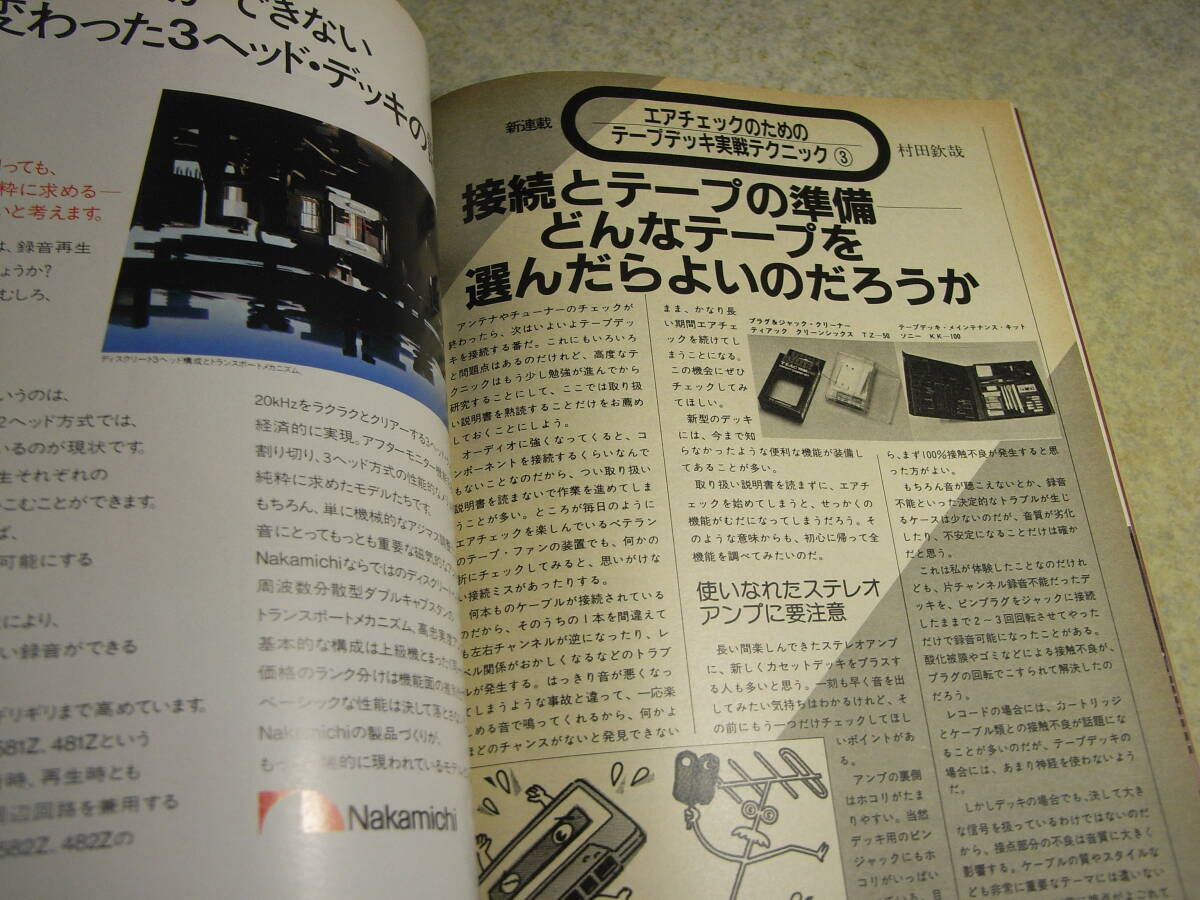 できない
変わった3ヘッド・デッキの
っても、
粋に求める―
いと考えます。
は、録音再生
ょうか?
むしろ、
ディスクリート3ヘッド構成とトランスポートメカニズム。
いうのは、
2ヘッド方式では、
いるのが現状です。
生それぞれの
いこむことができます。
ば、
可能にする
により、
い録音ができる
ギリギリまで高めています。
581Z、481Zという
時、再生時とも
周辺回路を兼用する
582Z、482Zの
20kHzをラクラクとクリアーする3ヘッド
経済的に実現。アフターモニター機能
割り切り、3ヘッド方式の性能的な
純粋に求めたモデルたちです。
もちろん、単に機械的なアジマス
音にとってもっとも重要な磁気的な
Nakamichiならではのディスクリート
周波数分散型ダブルキャプスタンの
トランスポートメカニズム、高忠実度
基本的な構成は上級機とまった
価格のランク分けは機能面の
ベーシックな性能は決して落とさない
Nakamichiの製品づくりが、
的に現われているモデル
Nakamichi
新連載
エアチェックのための
テープデッキ実戦テクニック③
村田欽哉
接続とテープの準備
どんなテープを
選んだらよいのだろうか
アンテナやチューナーのチェックが
終わったら、次はいよいよテープデッ
キを接続する番だ。これにもいろいろ
と問題点はあるのだけれど、高度なテ
クニックはもう少し勉強が進んでから
研究することにして、ここでは取り扱
い説明書を熟読することだけをお薦め
しておくことにしよう。
オーディオに強くなってくると、コ
ンポーネントを接続するくらいなんで
もないことなのだから、つい取り扱い
説明書を読まないで作業を進めてしま
うことが多い。ところが毎日のように
エアチェックを楽しんでいるベテラン
のテープ・ファンの装置でも、何かの
折にチェックしてみると、思いがけな
い接続ミスがあったりする。
何本ものケーブルが接続されている
のだから、そのうちの1本を間違えて
も左右チャンネルが逆になったり、レ
ベル関係がおかしくなるなどのトラブ
ルが発生する。はっきり音が悪くなっ
てしまうような事故と違って、一応楽
しめる音で鳴ってくれるから、何かよ
ほどのチャンスがないと発見できない
まま、かなり長
い期間エアチェ
ックを続けてし
まうことになる。
この機会にぜひ
チェックしてみ
てほしい。
新型のデッキ
には、今まで知
らなかったような便利な機能が装備し
てあることが多い。
取り扱い説明書を読まずに、エアチ
ェックを始めてしまうと、せっかくの
機能がむだになってしまうだろう。そ
のような意味からも、初心に帰って全
機能を調べてみたいのだ。
使いなれたステレオ
アンプに要注意
長い間楽しんできたステレオアンプ
に、新しくカセットデッキをプラスす
る人も多いと思う。一刻も早く音を出
してみたい気持ちはわかるけれど、そ
の前にもう一つだけチェックしてほし
いポイントがあ
る。
アンプの裏側
はホコリがたま
りやすい。当然
デッキ用のピン
ジャックにもホ
コリがいっぱい
プラグ&ジャック・クリーナー
ティアック クリーンシックス TZ―50
テープデッキ・メインテナンス・キット
ソニー KK―100
ら、まず100%接触不良が発生すると思
った方がよい。
もちろん音が聴こえないとか、録音
不能といった決定的なトラブルが生じ
るケースは少ないのだが、音質が劣化
したり、不安定になることだけは確か
だと思う。
これは私が体験したことなのだけれ
ども、片チャンネル録音不能だったデ
ッキを、ピンプラグをジャックに接続
したままで2~3回回転させてやった
だけで録音可能になったことがある。
酸化被膜やゴミなどによる接触不良が、
プラグの回転でこすられて解決したの
だろう。
レコードの場合には、カートリッジ
とケーブル類との接触不良が話題にな
ることが多いのだが、テープデッキの
場合には、あまり神経を使わないよう
だ。
しかしデッキの場合でも、決して大き
な信号を扱っているわけではないのだ
から、接点部分の不良は音質に大きく
影響する。ケーブルの質やスタイルな
ども非常に重要なテーマには違いない